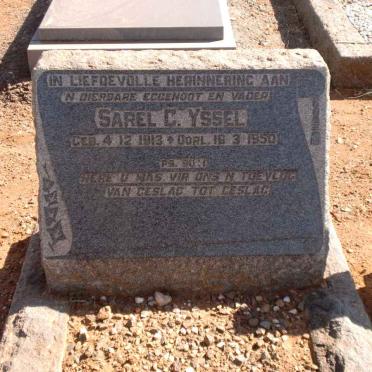 IN LIEFDEVOLLE HERINNERING AAN
'N DIERBARE EGGENOOT EN VADER
SAREL C. YSSEL
GEB. 4·12·1913 ✦ OORL. 16·3·1950
PS. 90:1
HERE U WAS VIR ONS 'N TOEVLUG
VAN GESLAG TOT GESLAG